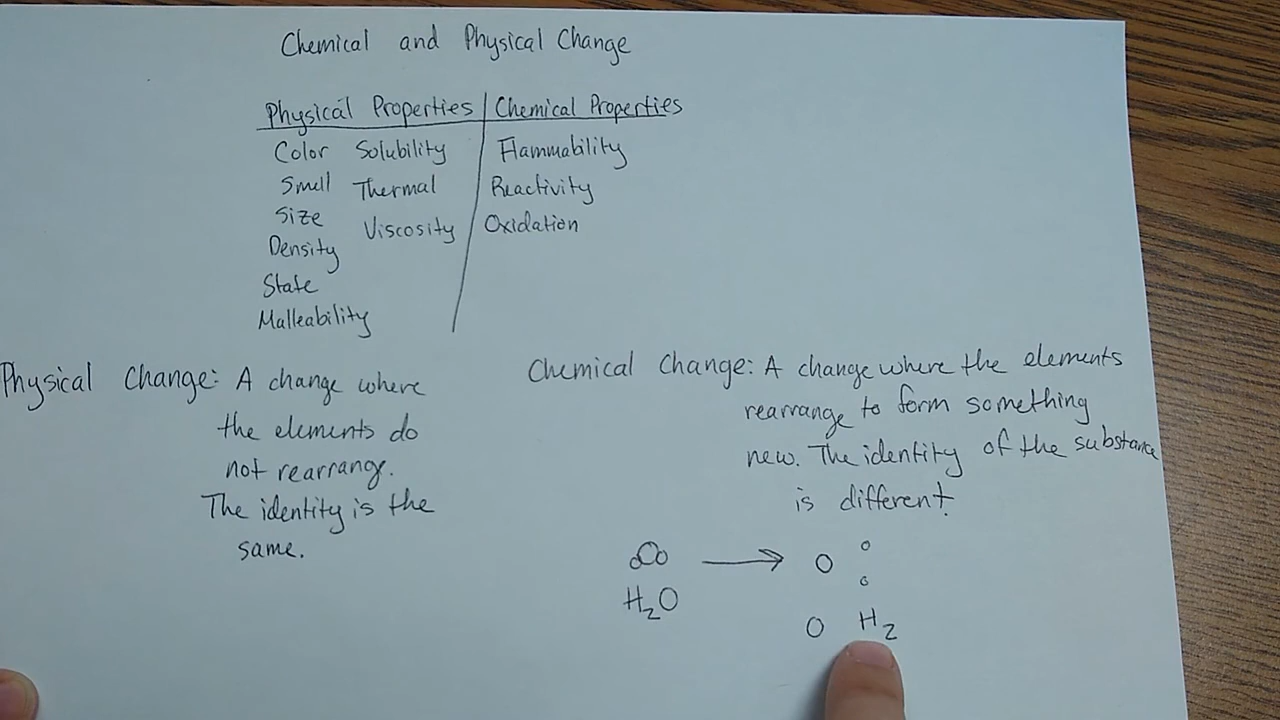 Chemical and Physical Change
Physical Properties Chemical Properties
Color Solubility Flammability
Smell Thermal Reactivity
Size Viscosity Oxidation
Density
State
Malleability
Physical Change: A change where
the elements do
not rearrange.
The identity is the
same.
Chemical Change: A change where the elements
rearrange to form something
new. The identity of the substance
is different.
H2O
O H2